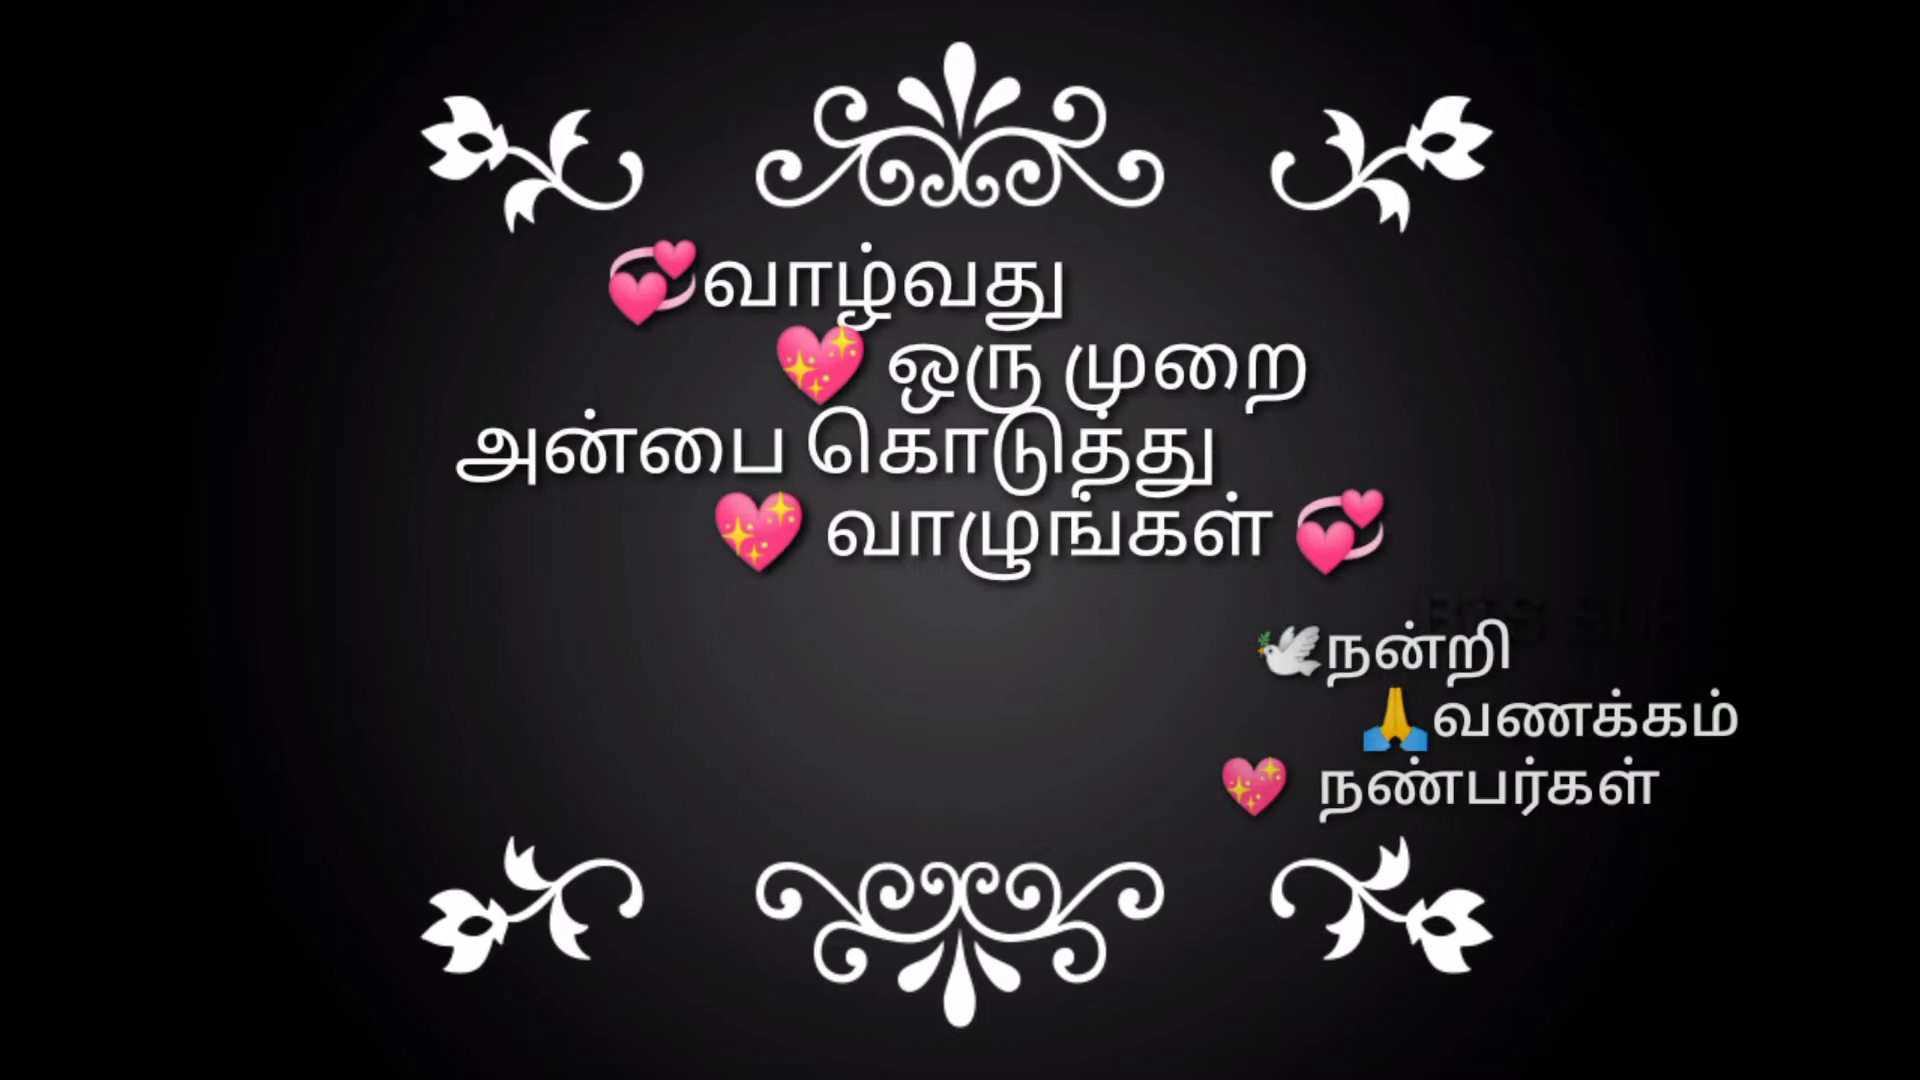 💞வாழ்வது
💖 ஒரு முறை
அன்பை கொடுத்து
💖 வாழுங்கள் 💞
🕊நன்றி
🙏வணக்கம்
💖 நண்பர்கள்